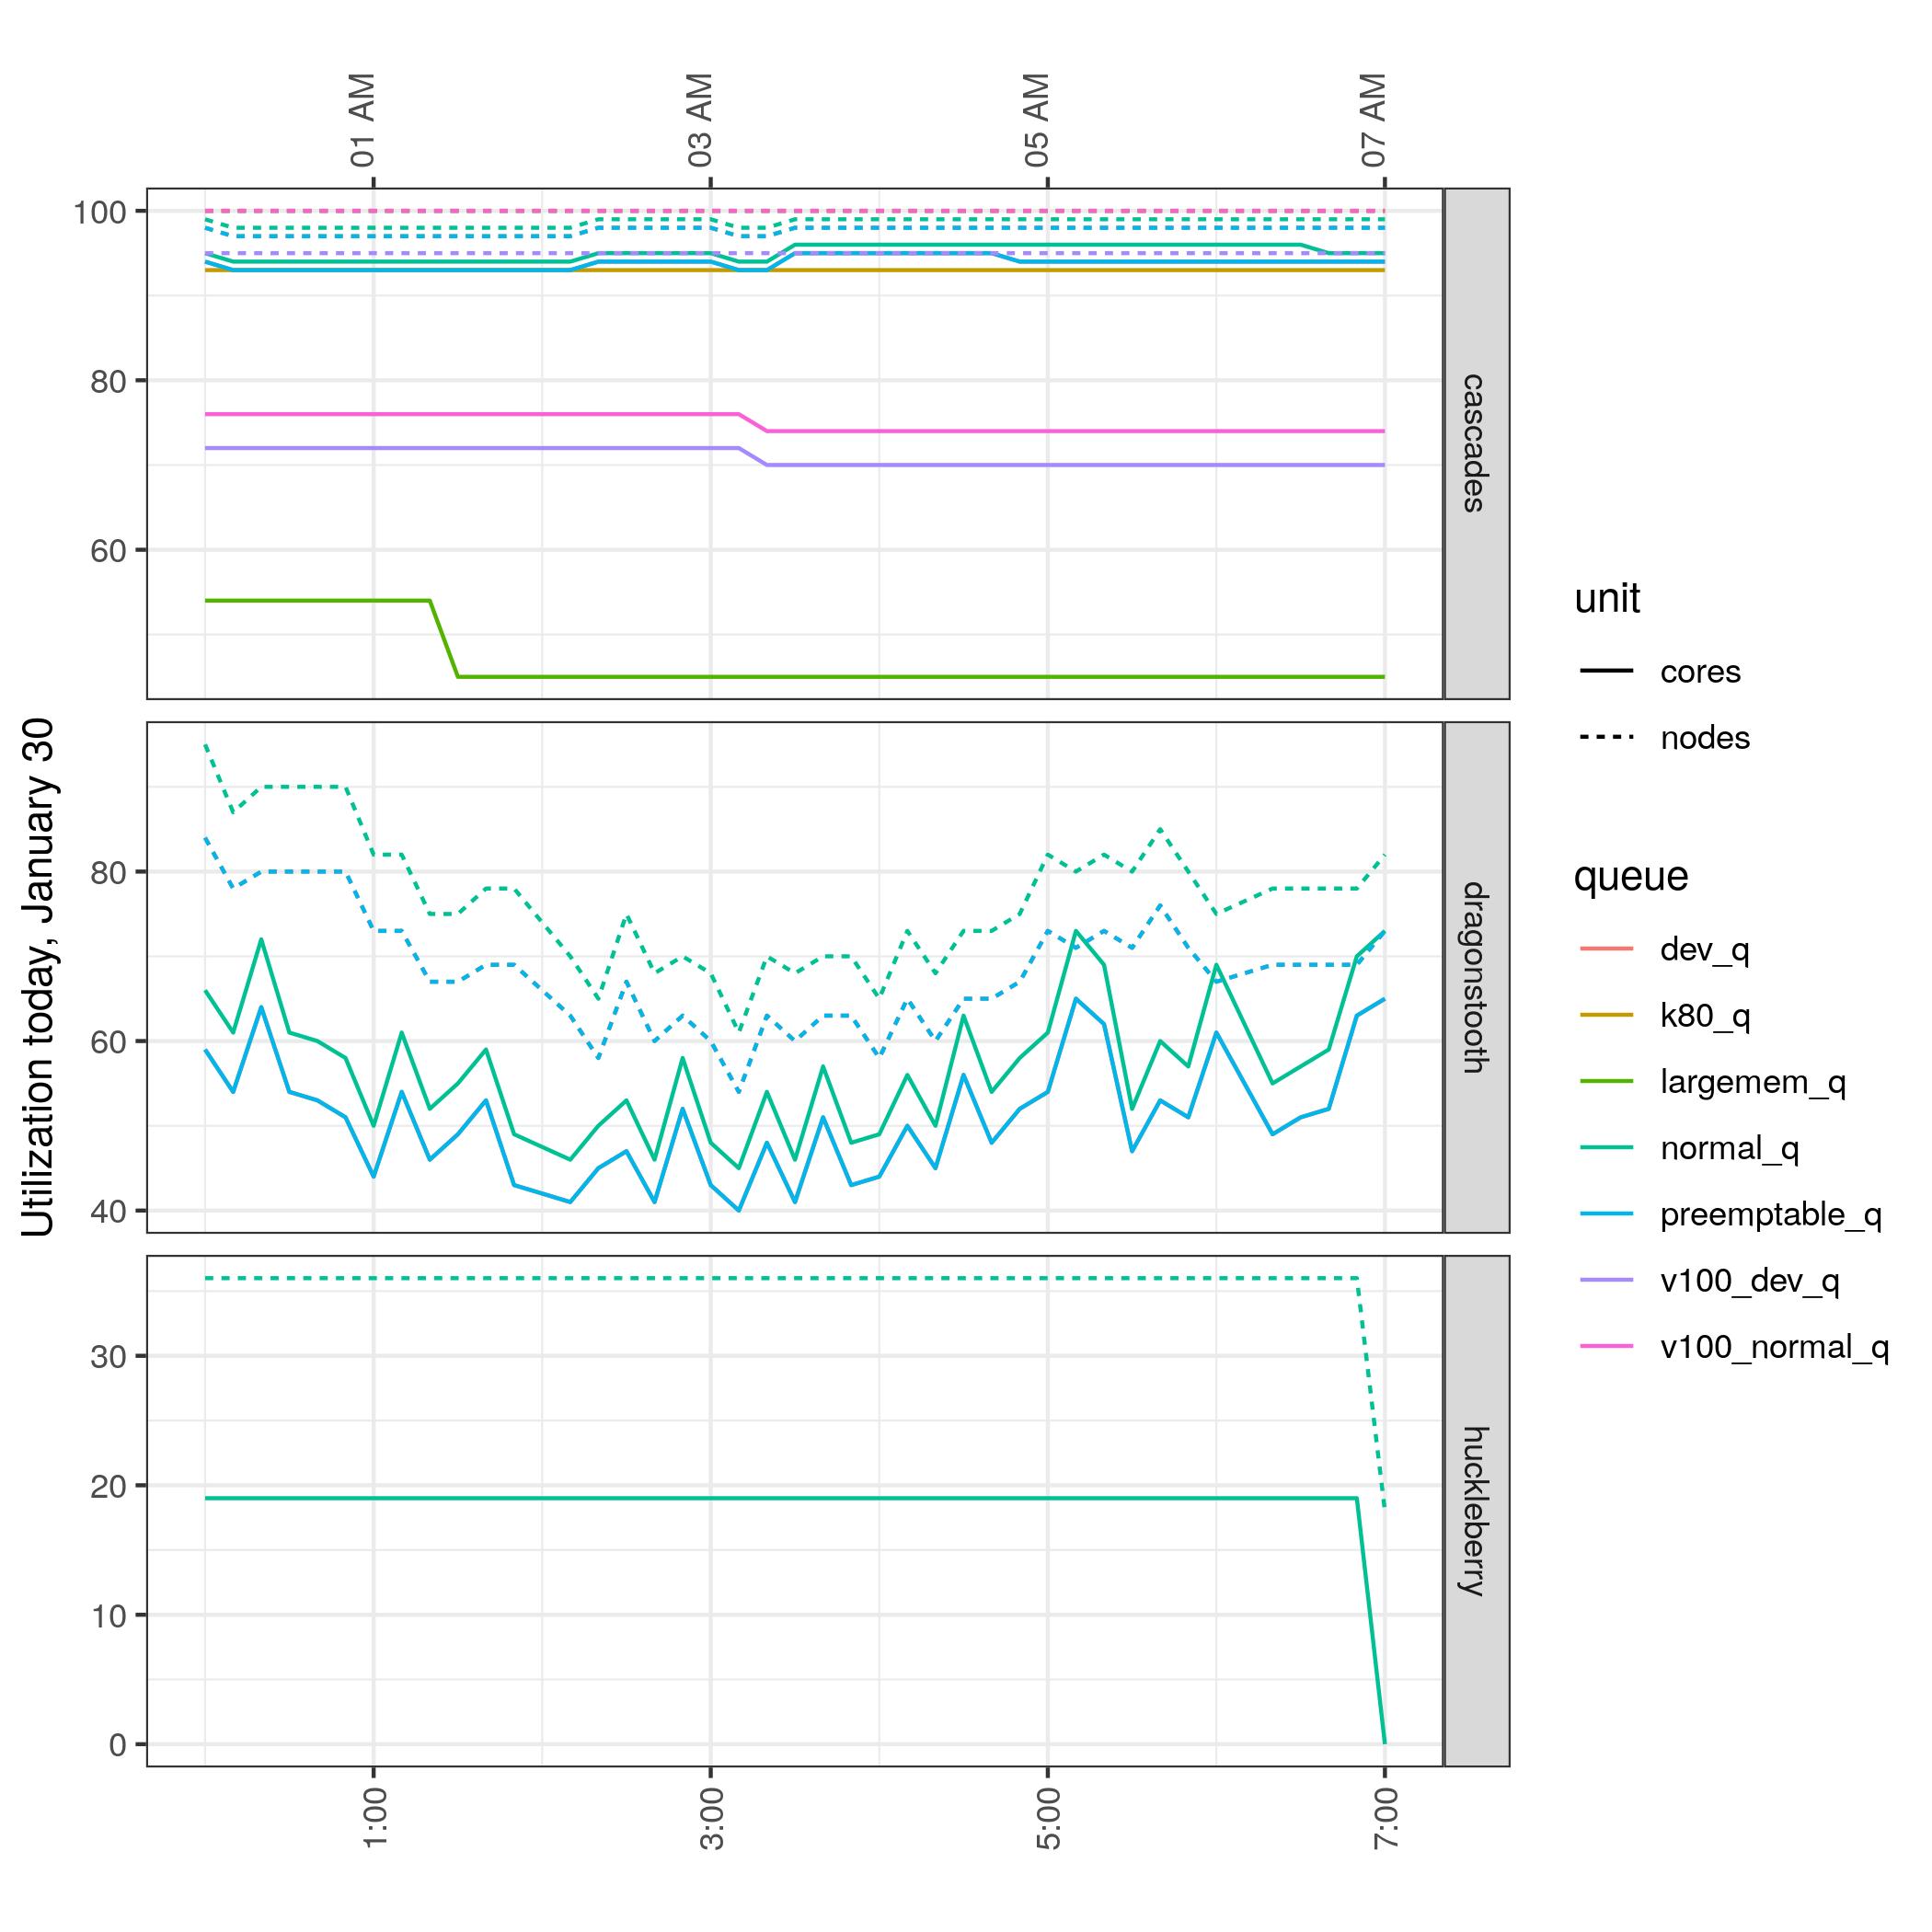 01 AM
03 AM
05 AM
07 AM
Utilization today, January 30
100
80
60
cascades
80
60
40
dragonstooth
30
20
10
0
huckleberry
1:00
3:00
5:00
7:00
unit
cores
nodes
queue
dev_q
k80_q
largemem_q
normal_q
preemptable_q
v100_dev_q
v100_normal_q